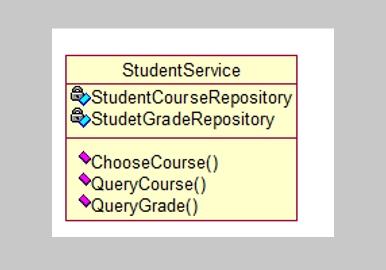 StudentService
StudentCourseRepository
StudetGradeRepository
ChooseCourse()
QueryCourse()
QueryGrade()